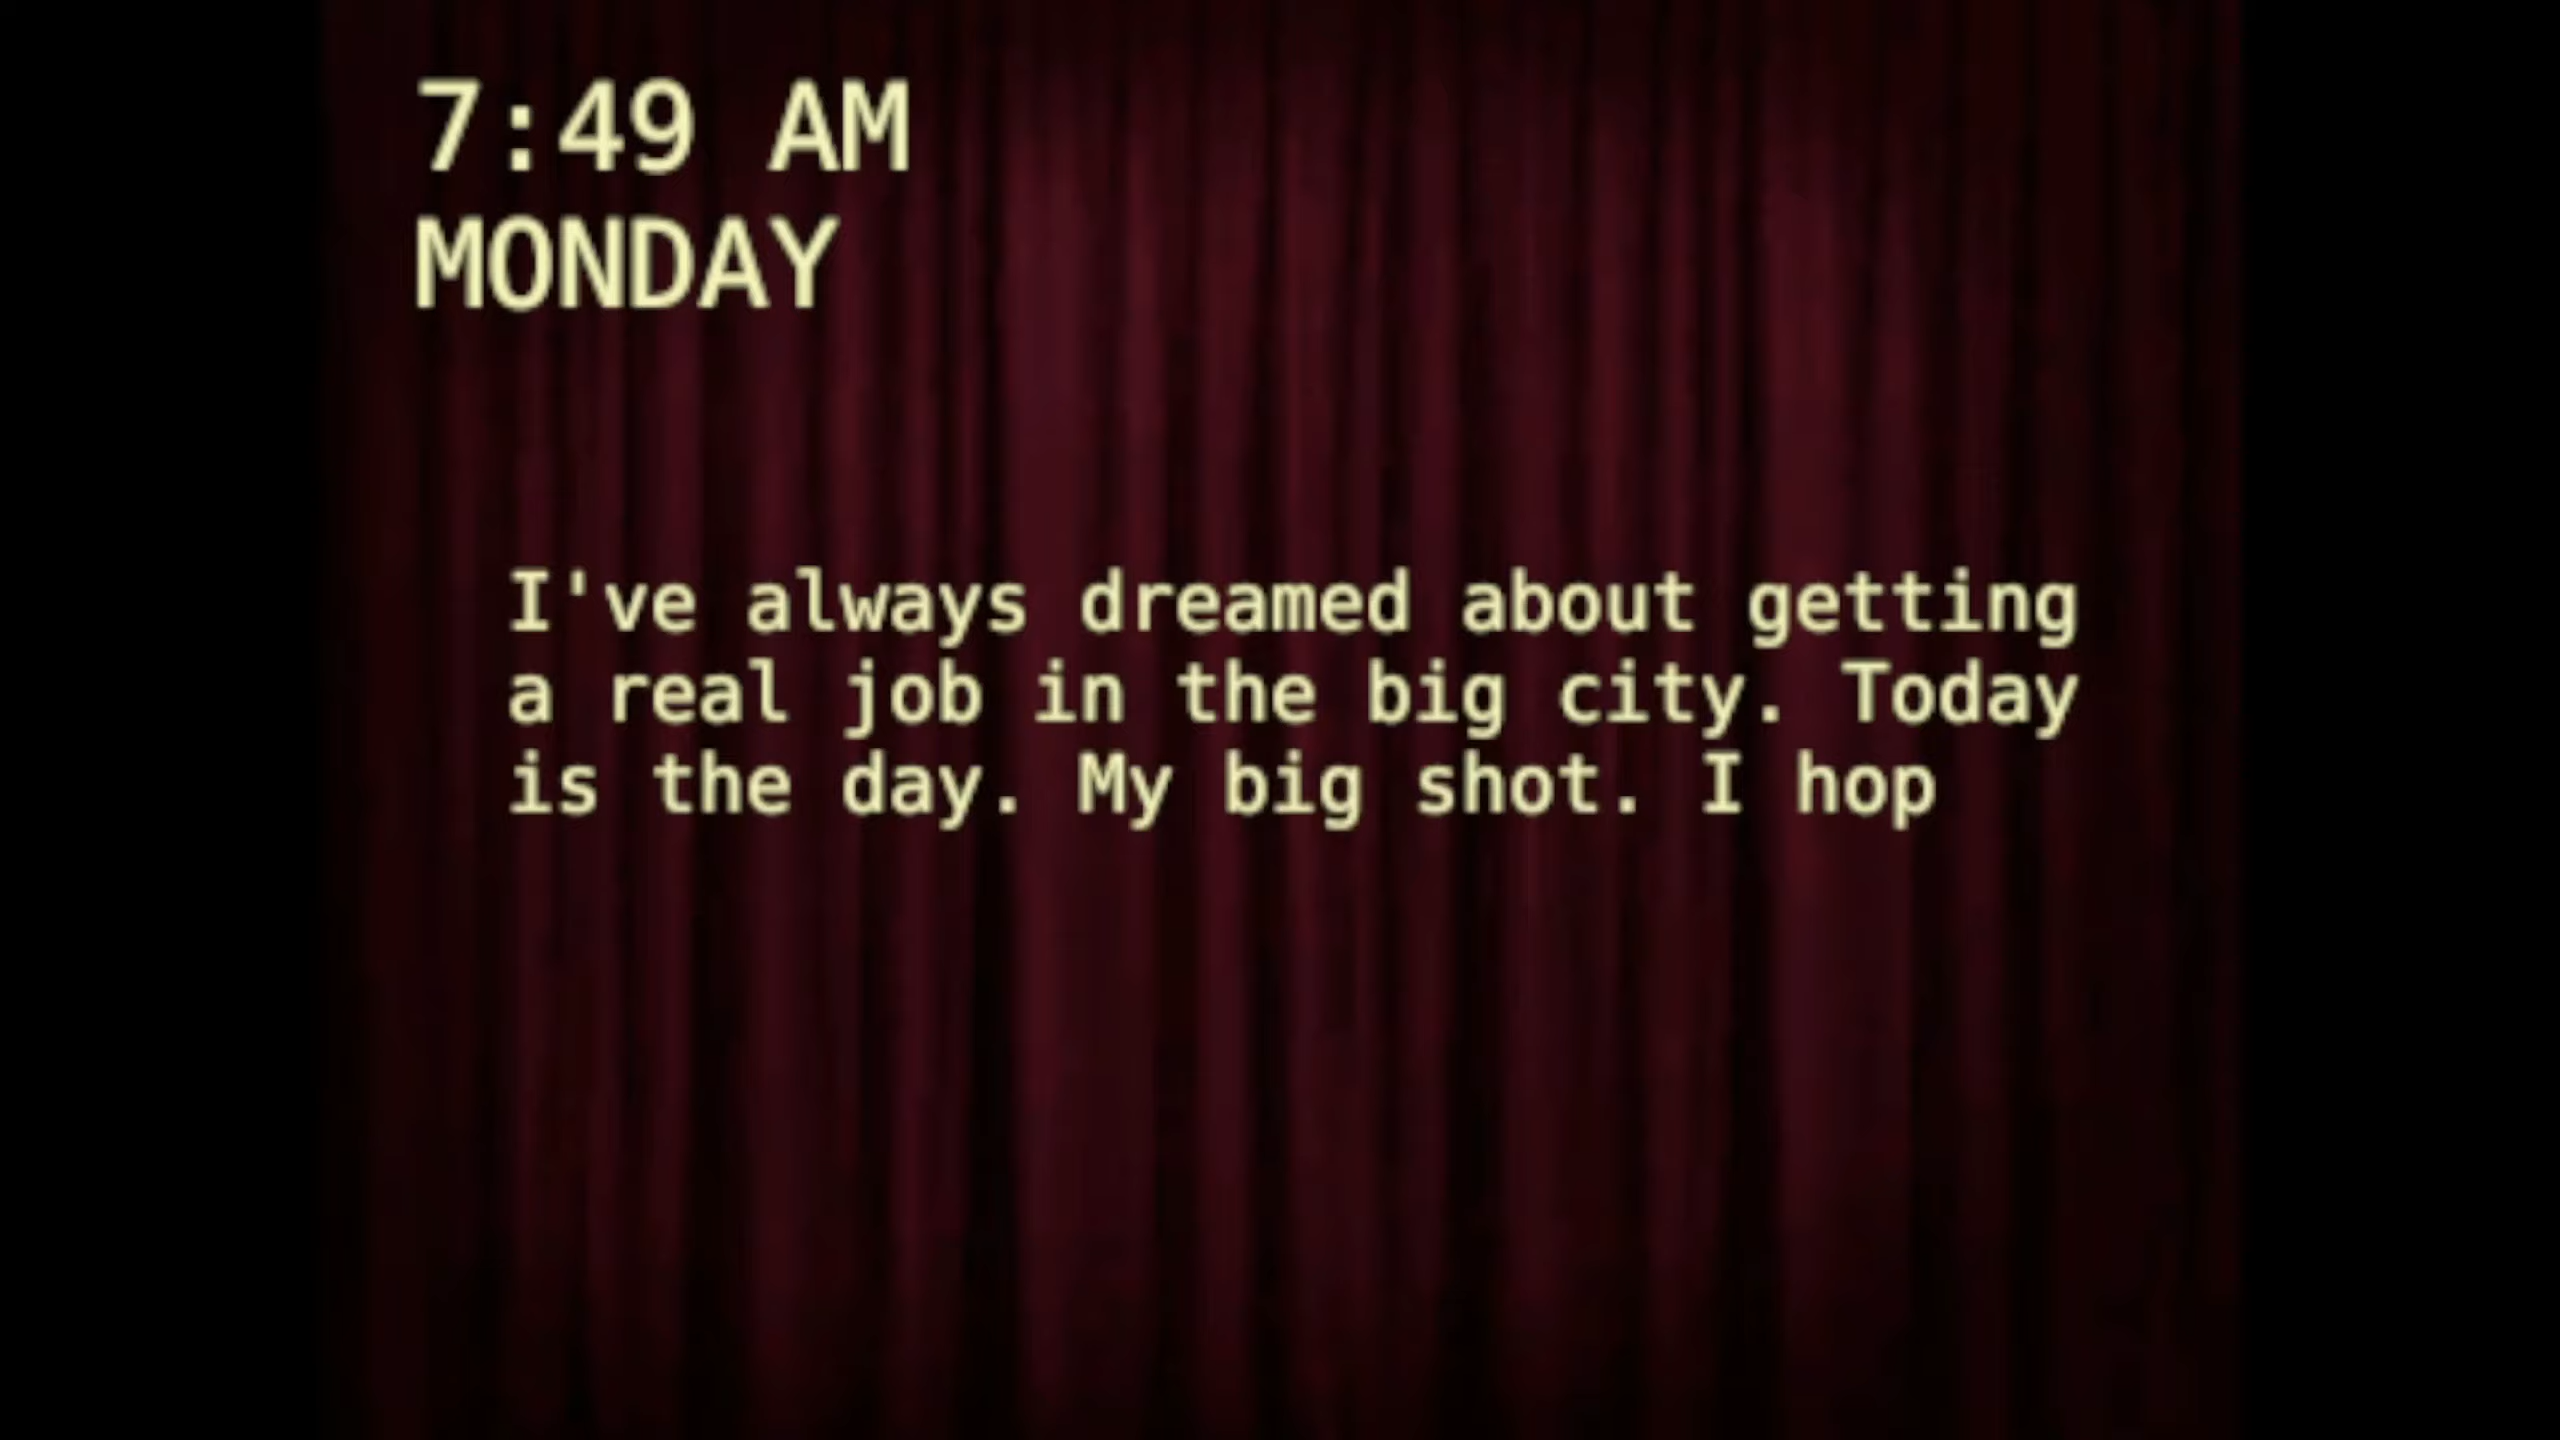 7:49 AM
MONDAY
I've always dreamed about getting
a real job in the big city. Today
is the day. My big shot. I hop